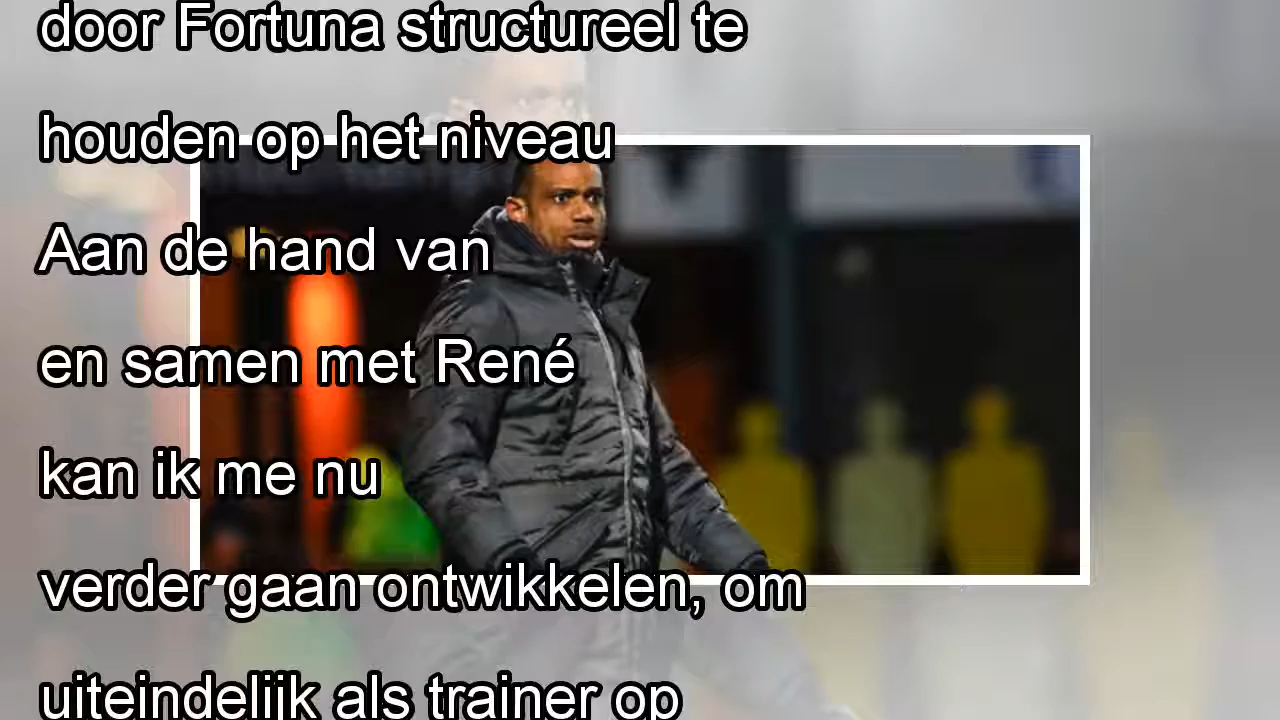 door Fortuna structureel te
houden op het niveau
Aan de hand van
en samen met René
kan ik me nu
verder gaan ontwikkelen, om
uiteindelijk als trainer op